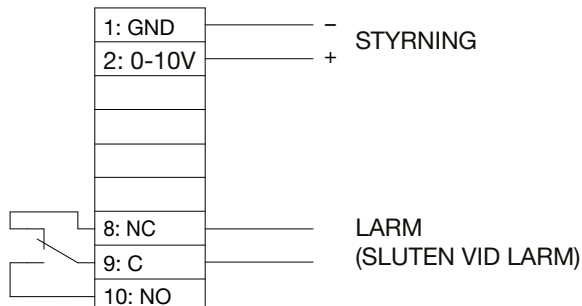 1: GND
−
STYRNING
2: 0-10V
+
8: NC
LARM
(SLUTEN VID LARM)
9: C
10: NO